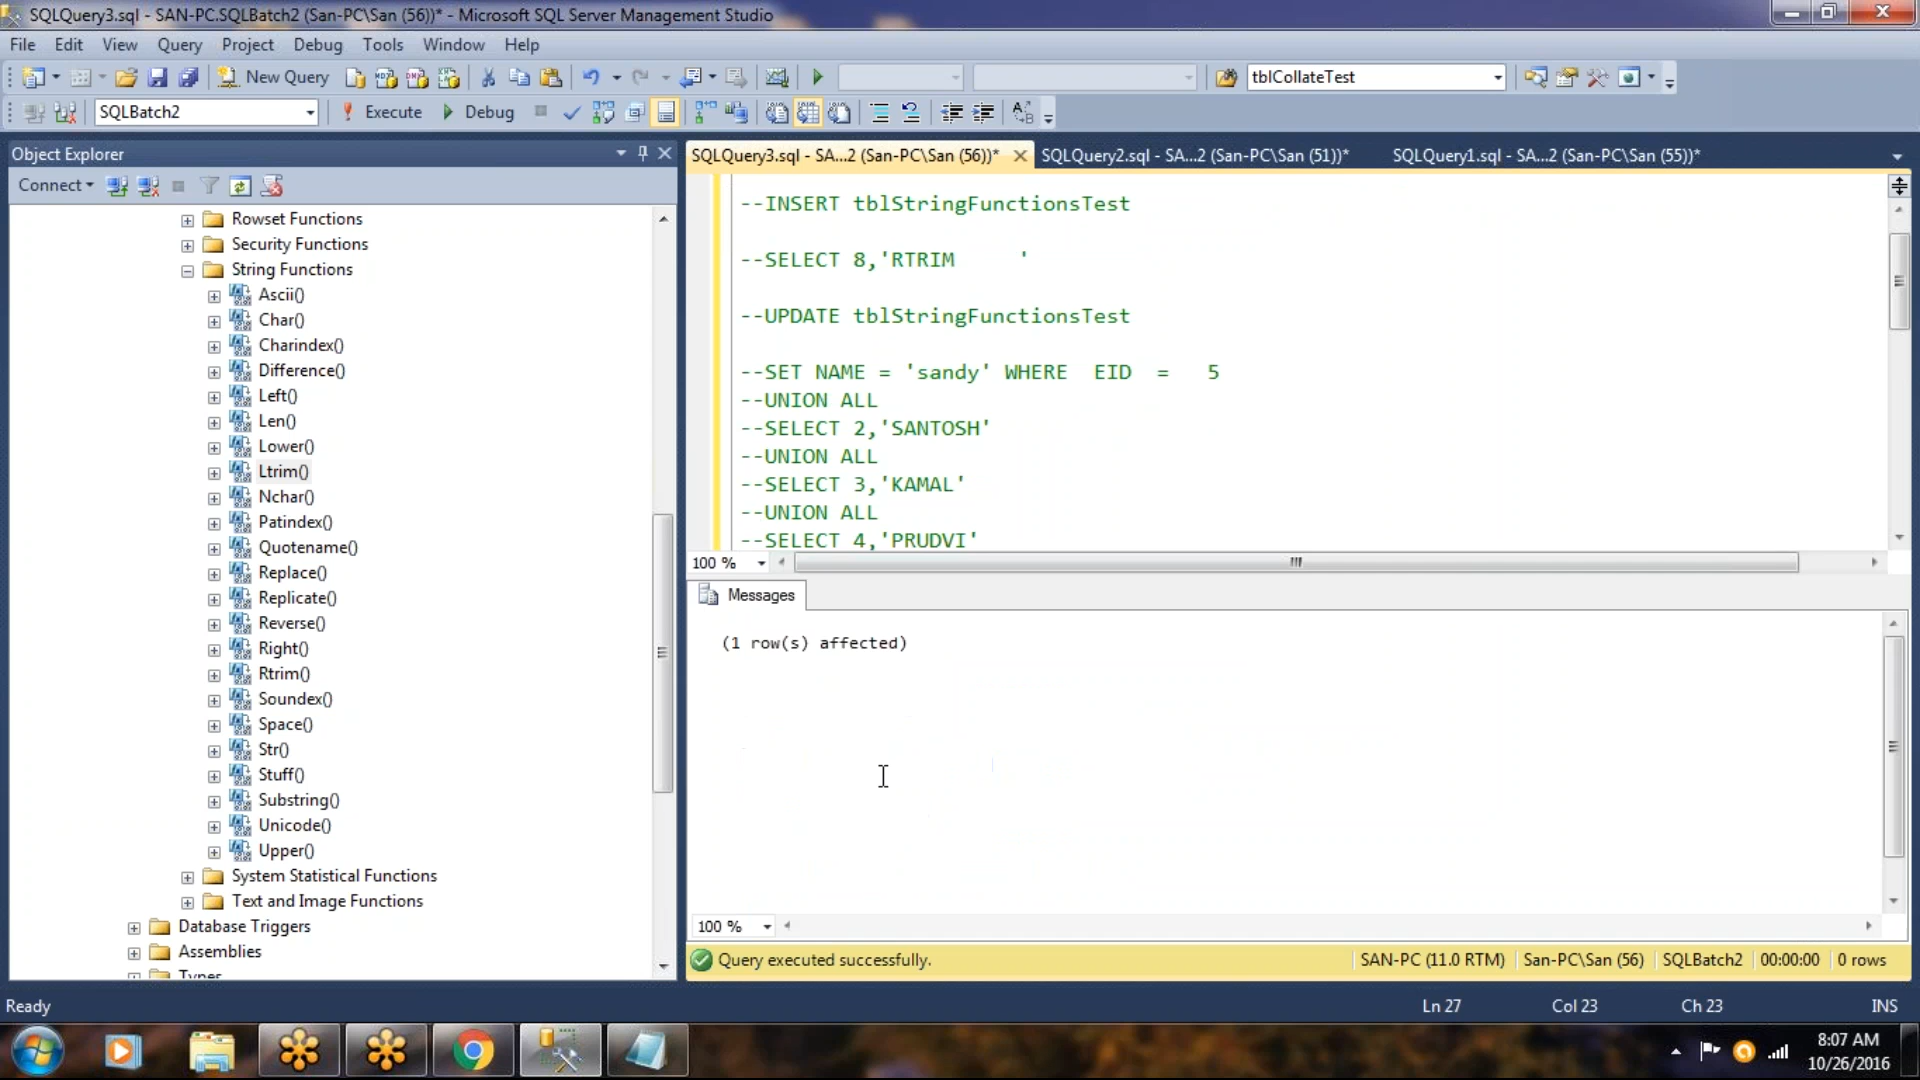 SQLQuery3.sql - SAN-PC.SQLBatch2 (San-PC\San (56))* - Microsoft SQL Server Management Studio
File Edit View Query Project Debug Tools Window Help
New Query tblCollateTest
SQLBatch2 Execute Debug
Object Explorer
Connect
Rowset Functions
Security Functions
String Functions
Ascii()
Char()
Charindex()
Difference()
Left()
Len()
Lower()
Ltrim()
Nchar()
Patindex()
Quotename()
Replace()
Replicate()
Reverse()
Right()
Rtrim()
Soundex()
Space()
Str()
Stuff()
Substring()
Unicode()
Upper()
System Statistical Functions
Text and Image Functions
Database Triggers
Assemblies
Types
SQLQuery3.sql - SA...2 (San-PC\San (56))* SQLQuery2.sql - SA...2 (San-PC\San (51))* SQLQuery1.sql - SA...2 (San-PC\San (55))*
--INSERT tblStringFunctionsTest
--SELECT 8,'RTRIM     '
--UPDATE tblStringFunctionsTest
--SET NAME = 'sandy' WHERE  EID  =   5
--UNION ALL
--SELECT 2,'SANTOSH'
--UNION ALL
--SELECT 3,'KAMAL'
--UNION ALL
--SELECT 4,'PRUDVI'
100 %
Messages
(1 row(s) affected)
100 %
Query executed successfully. SAN-PC (11.0 RTM) San-PC\San (56) SQLBatch2 00:00:00 0 rows
Ready Ln 27 Col 23 Ch 23 INS
8:07 AM
10/26/2016